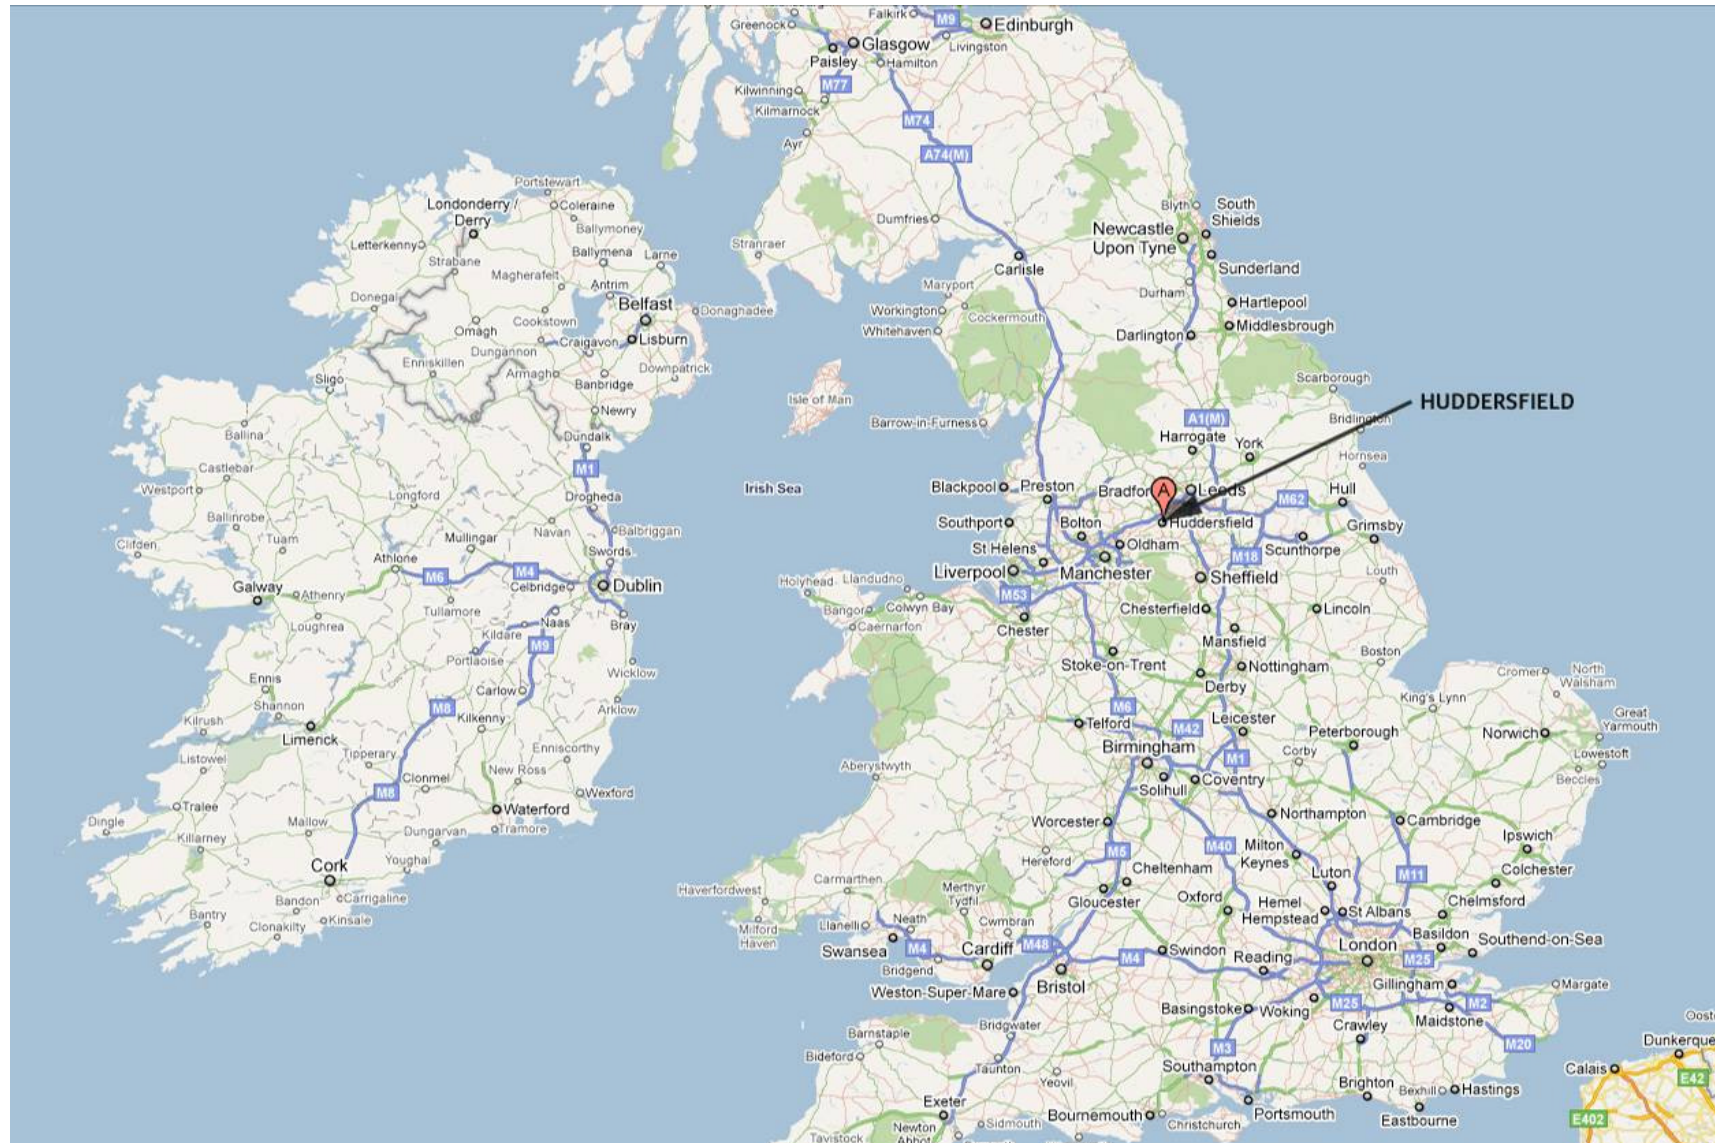 Falkirk
M9
Edinburgh
Greenock
Glasgow
Livingston
Paisley
Hamilton
M77
Kilwinning
Kilmarnock
M74
Ayr
A74(M)
Portstewart
Londonderry /
Derry
Coleraine
Ballymoney
Dumfries
Blyth
South
Shields
Newcastle
Upon Tyne
Letterkenny
Strabane
Ballymena
Larne
Stranraer
Carlisle
Sunderland
Magherafelt
Antrim
Maryport
Durham
Donegal
Belfast
Donaghadee
Workington
Cockermouth
Hartlepool
Omagh
Cookstown
Whitehaven
Middlesbrough
Craigavon
Lisburn
Darlington
Enniskillen
Dungannon
Armagh
Banbridge
Downpatrick
Sligo
Scarborough
Isle of Man
HUDDERSFIELD
Newry
Barrow-in-Furness
A1(M)
Bridlington
Ballina
Dundalk
Harrogate
York
Hornsea
Castlebar
M1
Westport
Longford
Drogheda
Irish Sea
Blackpool
Preston
Bradfor
A
Leeds
M62
Hull
Ballinrobe
Tuam
Navan
Balbriggan
Southport
Bolton
Huddersfield
Grimsby
Clifden
Mullingar
Swords
St Helens
Oldham
M18
Scunthorpe
Athlone
M6
M4
Celbridge
Dublin
Liverpool
Manchester
Sheffield
Louth
Galway
Athenry
Holyhead
Llandudno
M53
Tullamore
Bangor
Colwyn Bay
Chesterfield
Lincoln
Loughrea
Naas
Bray
Caernarfon
Chester
Kildare
M9
Mansfield
Portlaoise
Stoke-on-Trent
Nottingham
Boston
Ennis
Wicklow
Derby
Cromer
North
Walsham
Shannon
Carlow
King's Lynn
Kilrush
M8
Kilkenny
Arklow
M6
Limerick
Telford
M42
Leicester
Peterborough
Norwich
Great
Yarmouth
Listowel
Tipperary
Enniscorthy
Birmingham
Corby
Lowestoft
Clonmel
New Ross
Aberystwyth
M1
Coventry
Beccles
M8
Wexford
Solihull
Tralee
Waterford
Northampton
Dingle
Mallow
Dungarvan
Tramore
Worcester
Cambridge
Killarney
Ipswich
Youghal
Hereford
M5
M40
Milton
Keynes
Cork
Cheltenham
Luton
M11
Colchester
Carmarthen
Merthyr
Tydfil
Haverfordwest
Gloucester
Oxford
Hemel
Hempstead
St Albans
Chelmsford
Bandon
Carrigaline
Bantry
Kinsale
Clonakilty
Milford
Haven
Llanelli
Neath
Cwmbran
Basildon
Southend-on-Sea
Swansea
M4
Cardiff
M48
M4
Swindon
London
Reading
M25
Bridgend
Bristol
Gillingham
Margate
Weston-Super-Mare
Basingstoke
Woking
M25
M2
Maidstone
Bridgwater
Crawley
Barnstaple
M3
M20
Bideford
Taunton
Southampton
Yeovil
Dunkerque
Calais
E42
Exeter
Brighton
Bexhill
Hastings
Bournemouth
Portsmouth
Eastbourne
Newton
Abbot
Sidmouth
Christchurch
E402
Tavistock